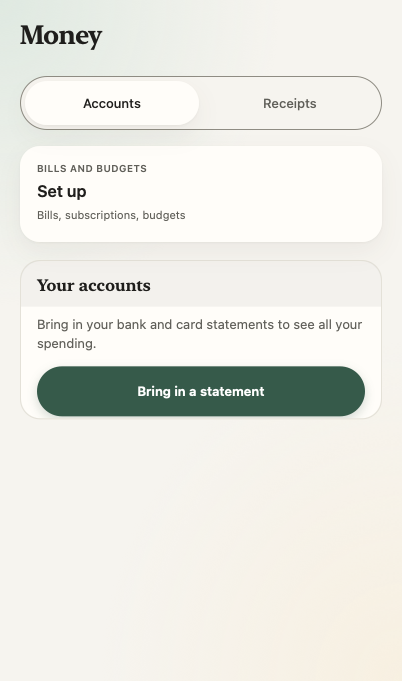 Money
Accounts
Receipts
BILLS AND BUDGETS
Set up
Bills, subscriptions, budgets
Your accounts
Bring in your bank and card statements to see all your
spending.
Bring in a statement